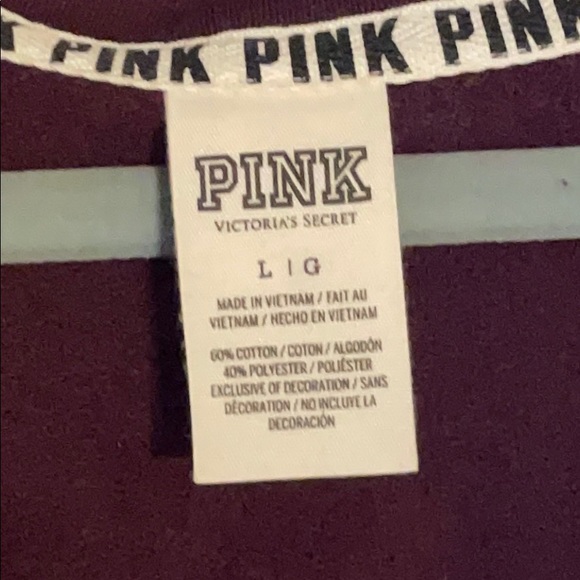 PINK PINK PINK
PINK
VICTORIA'S SECRET
L | G
MADE IN VIETNAM / FAIT AU
VIETNAM / HECHO EN VIETNAM
60% COTTON / COTON / ALGODÓN
40% POLYESTER / POLIÉSTER
EXCLUSIVE OF DECORATION / SANS
DÉCORATION / NO INCLUYE LA
DECORACIÓN